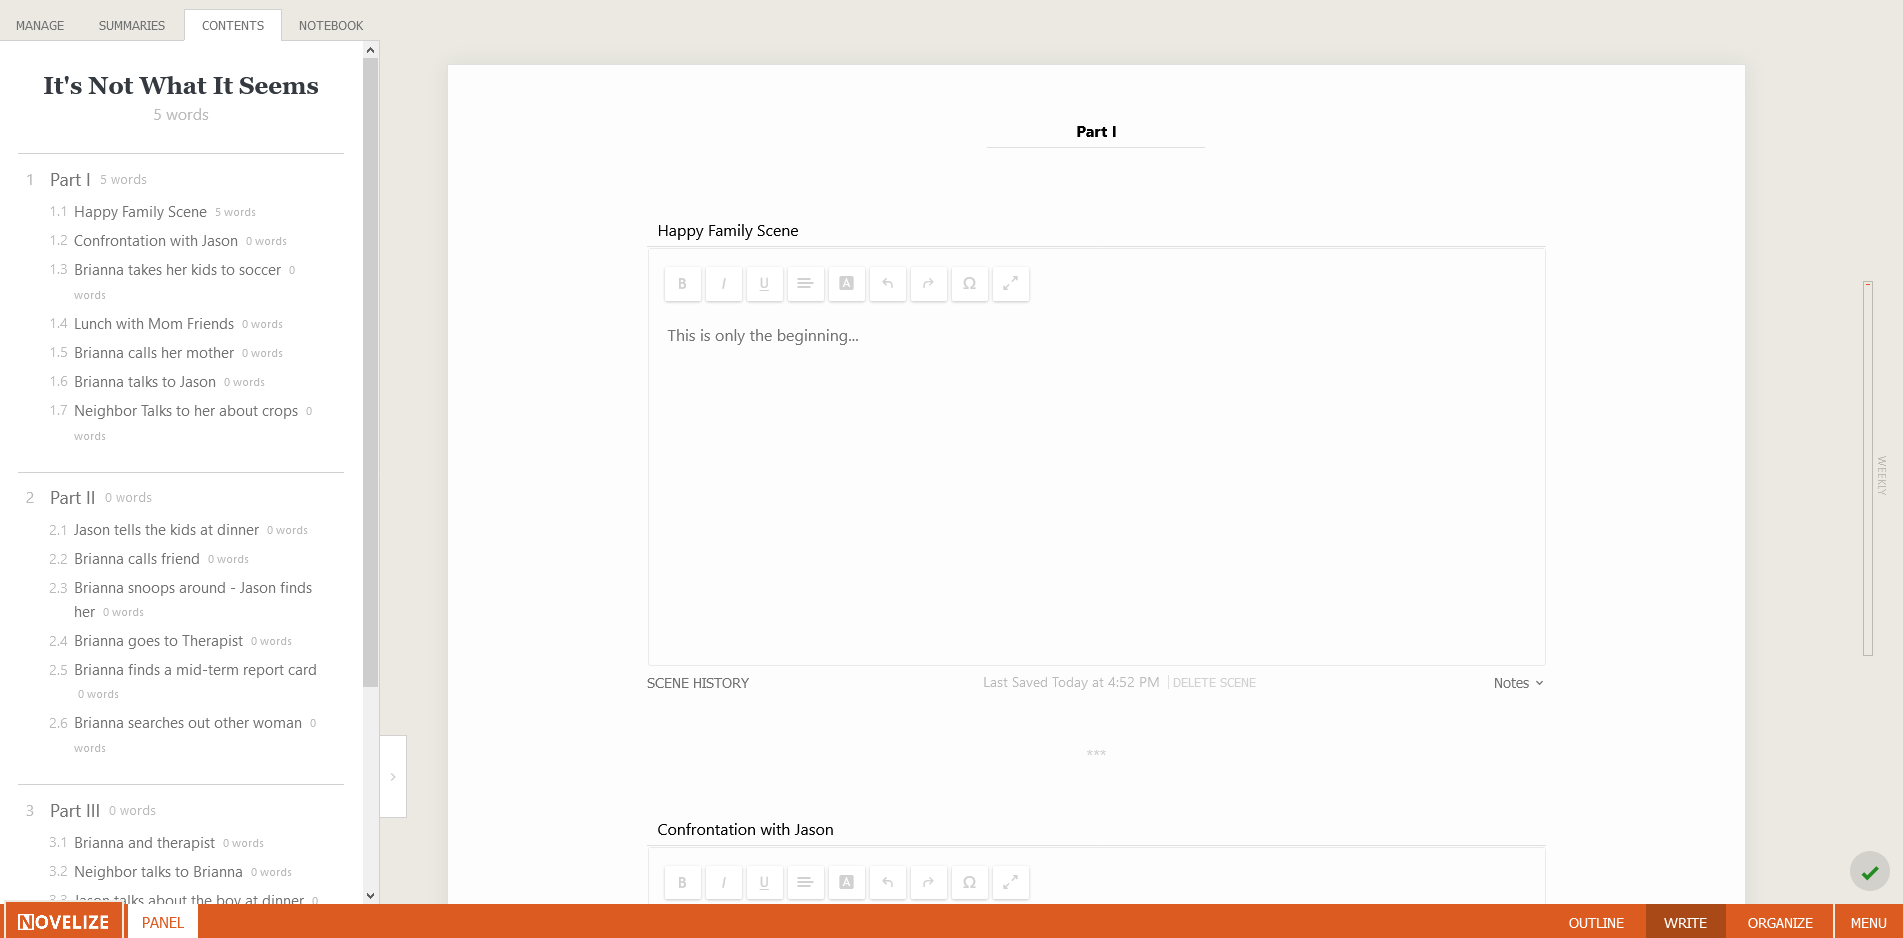 MANAGE SUMMARIES CONTENTS NOTEBOOK
It's Not What It Seems
5 words
1 Part I 5 words
1.1 Happy Family Scene 5 words
1.2 Confrontation with Jason 0 words
1.3 Brianna takes her kids to soccer 0
words
1.4 Lunch with Mom Friends 0 words
1.5 Brianna calls her mother 0 words
1.6 Brianna talks to Jason 0 words
1.7 Neighbor Talks to her about crops 0
words
2 Part II 0 words
2.1 Jason tells the kids at dinner 0 words
2.2 Brianna calls friend 0 words
2.3 Brianna snoops around - Jason finds
her 0 words
2.4 Brianna goes to Therapist 0 words
2.5 Brianna finds a mid-term report card
0 words
2.6 Brianna searches out other woman 0
words
3 Part III 0 words
3.1 Brianna and therapist 0 words
3.2 Neighbor talks to Brianna 0 words
3.3 Jason talks about the boy at dinner 0
Part I
Happy Family Scene
B I U A Ω
This is only the beginning...
SCENE HISTORY Last Saved Today at 4:52 PM | DELETE SCENE Notes
***
Confrontation with Jason
B I U A Ω
WEEKLY
NOVELIZE PANEL OUTLINE WRITE ORGANIZE MENU